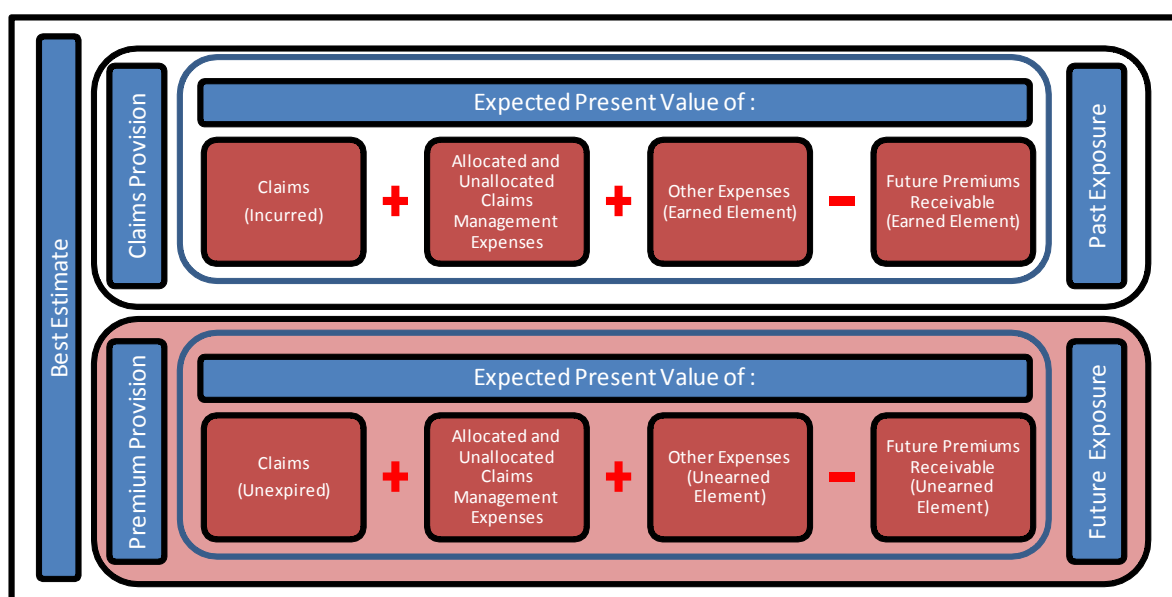 Best Estimate
Claims Provision
Expected Present Value of :
Claims
(Incurred)
+
Allocated and
Unallocated
Claims
Management
Expenses
+
Other Expenses
(Earned Element)
−
Future Premiums
Receivable
(Earned Element)
Past Exposure
Premium Provision
Expected Present Value of :
Claims
(Unexpired)
+
Allocated and
Unallocated
Claims
Management
Expenses
+
Other Expenses
(Unearned
Element)
−
Future Premiums
Receivable
(Unearned
Element)
Future Exposure